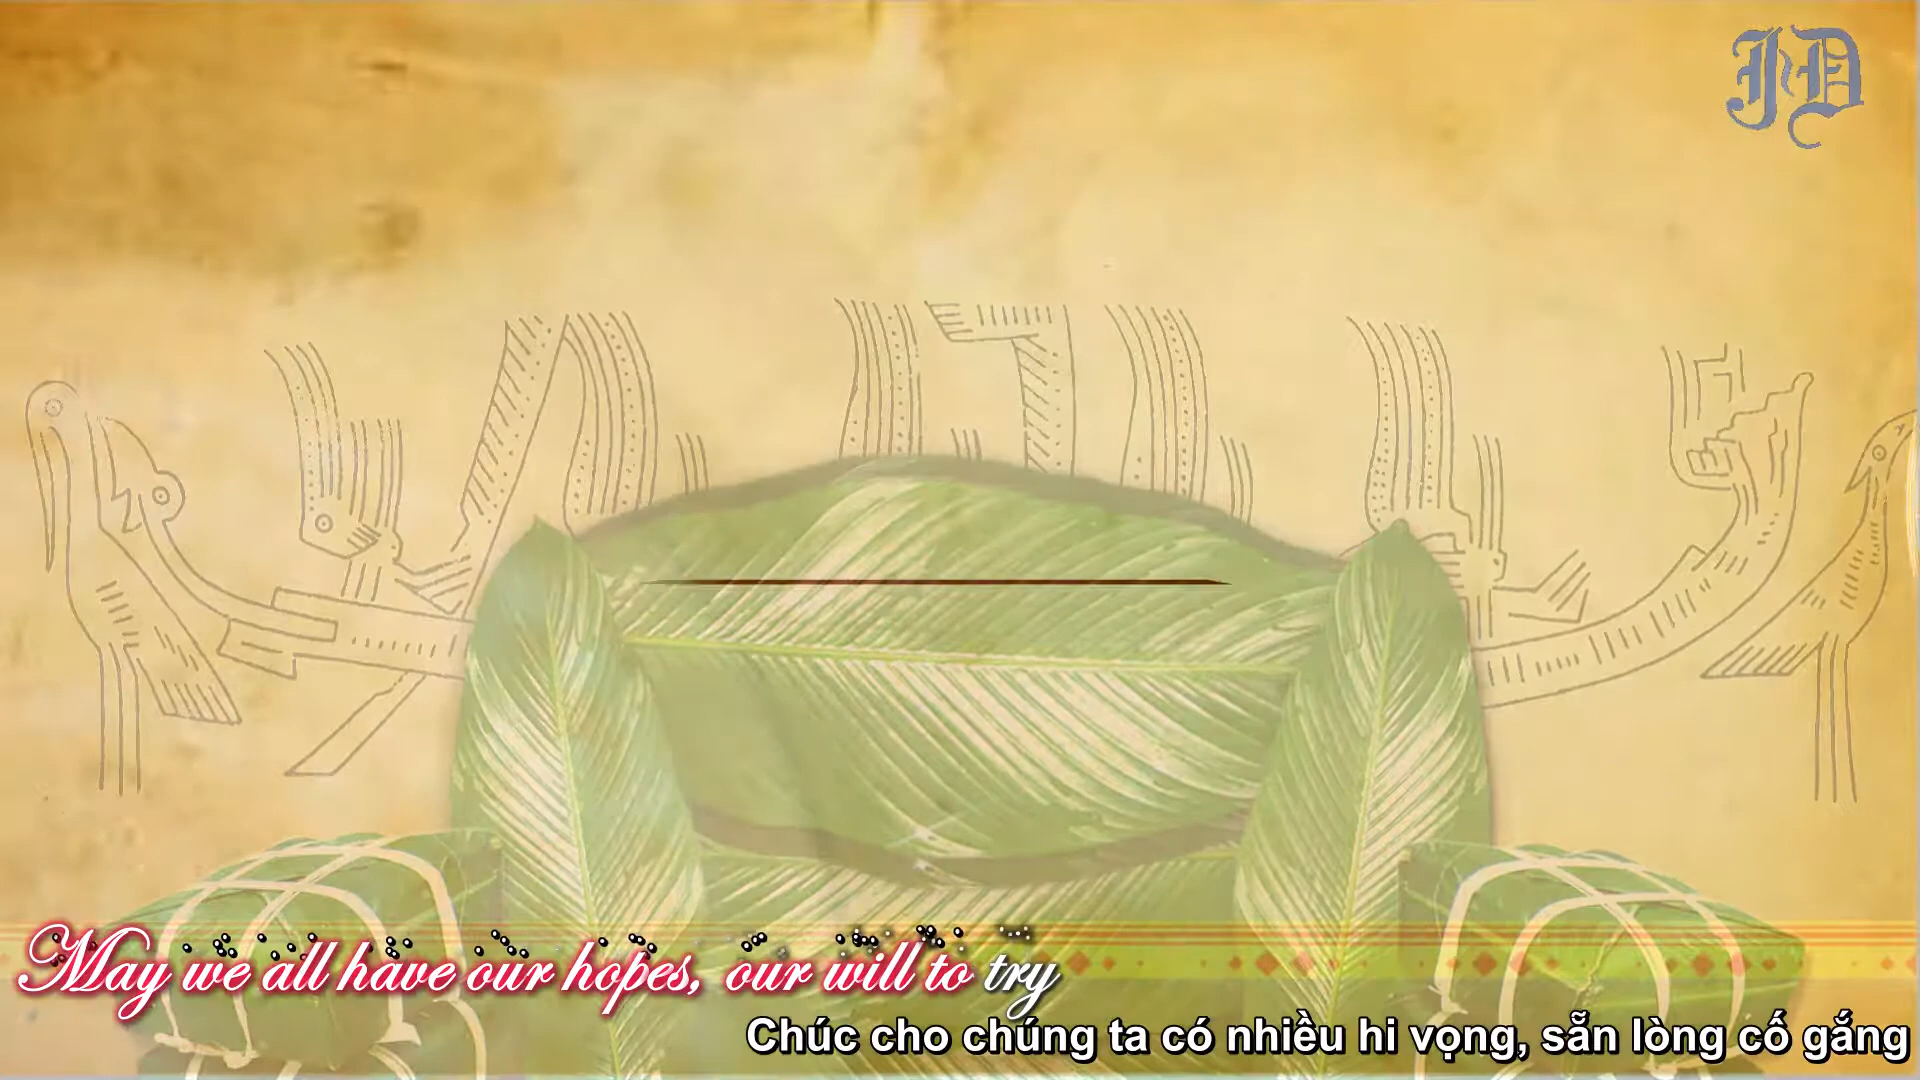 JD
May we all have our hopes, our will to try
Chúc cho chúng ta có nhiều hi vọng, sẵn lòng cố gắng